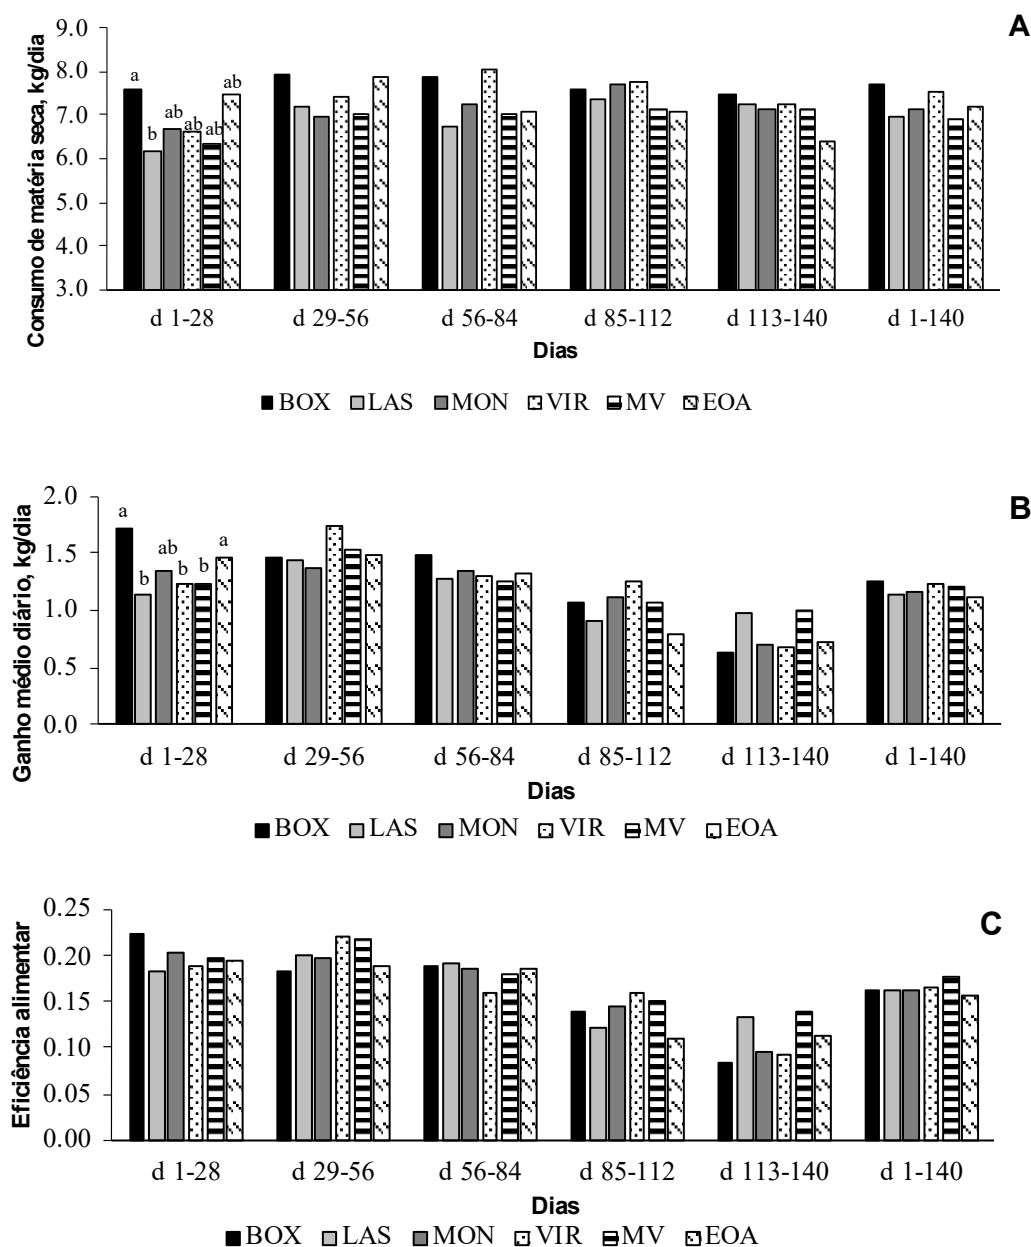 A
Consumo de matéria seca, kg/dia
9.0
8.0
7.0
6.0
5.0
4.0
3.0
a b ab ab ab ab
d 1-28 d 29-56 d 56-84 d 85-112 d 113-140 d 1-140
Dias
BOX LAS MON VIR MV EOA
B
Ganho médio diário, kg/dia
2.0
1.5
1.0
0.5
0.0
a b ab b b a
d 1-28 d 29-56 d 56-84 d 85-112 d 113-140 d 1-140
Dias
BOX LAS MON VIR MV EOA
C
Eficiência alimentar
0.25
0.20
0.15
0.10
0.05
0.00
d 1-28 d 29-56 d 56-84 d 85-112 d 113-140 d 1-140
Dias
BOX LAS MON VIR MV EOA